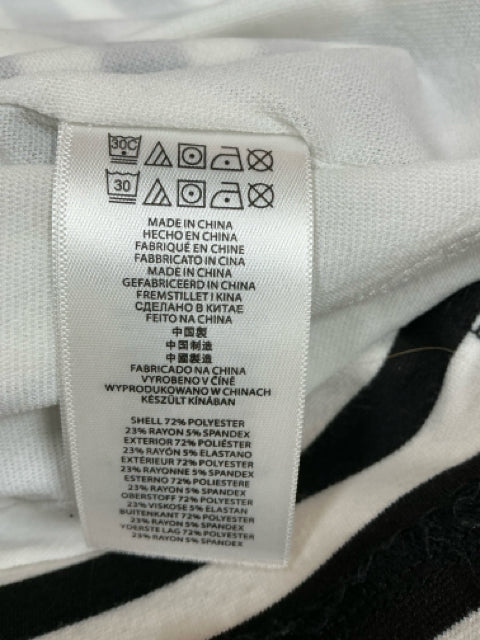 30C
30
MADE IN CHINA
HECHO EN CHINA
FABRIQUÉ EN CHINE
FABBRICATO IN CINA
MADE IN CHINA
GEFABRICEERD IN CHINA
FREMSTILLET I KINA
СДЕЛАНО В КИТАЕ
FEITO NA CHINA
中国製
中国制造
中國製造
FABRICADO NA CHINA
VYROBENO V ČÍNĚ
WYPRODUKOWANO W CHINACH
KÉSZÜLT KÍNÁBAN
SHELL 72% POLYESTER
23% RAYON 5% SPANDEX
EXTERIOR 72% POLIÉSTER
23% RAYÓN 5% ELASTANO
EXTÉRIEUR 72% POLYESTER
23% RAYONNE 5% SPANDEX
ESTERNO 72% POLIESTERE
23% RAYON 5% SPANDEX
OBERSTOFF 72% POLYESTER
23% VISKOSE 5% ELASTAN
BUITENKANT 72% POLYESTER
23% RAYON 5% SPANDEX
YDERSTE LAG 72% POLYESTER
23% RAYON 5% SPANDEX